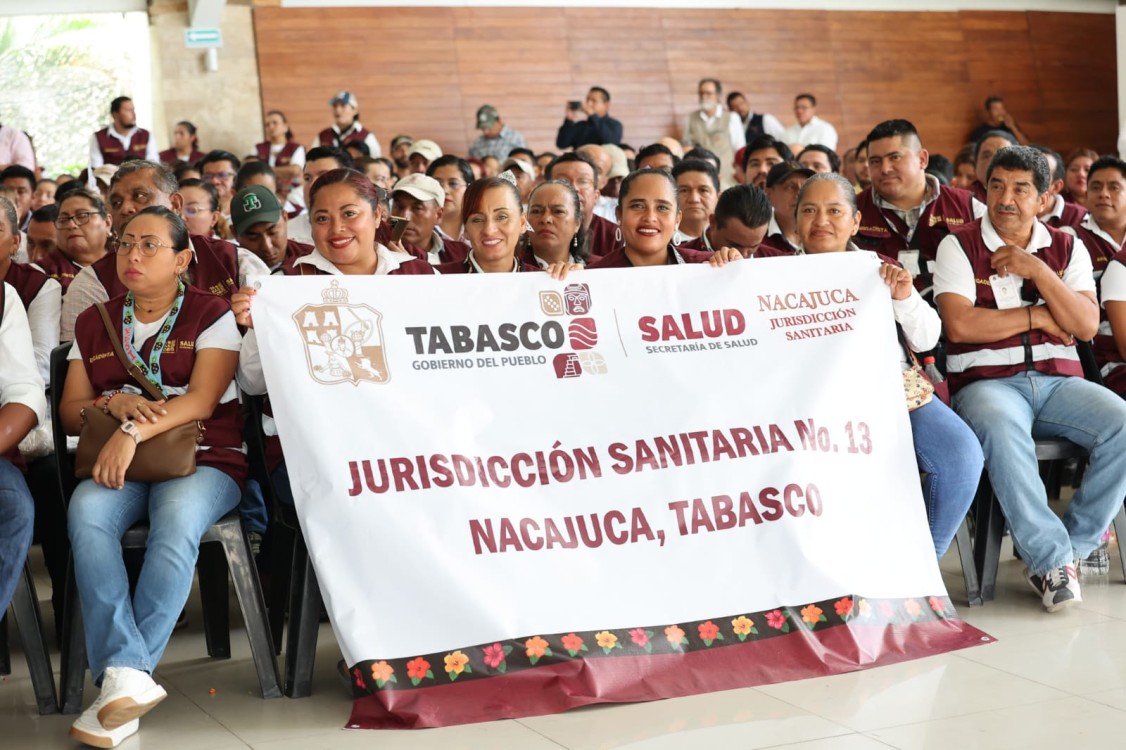 TABASCO
GOBIERNO DEL PUEBLO
SALUD
SECRETARÍA DE SALUD
NACAJUCA
JURISDICCIÓN
SANITARIA
JURISDICCIÓN SANITARIA No. 13
NACAJUCA, TABASCO